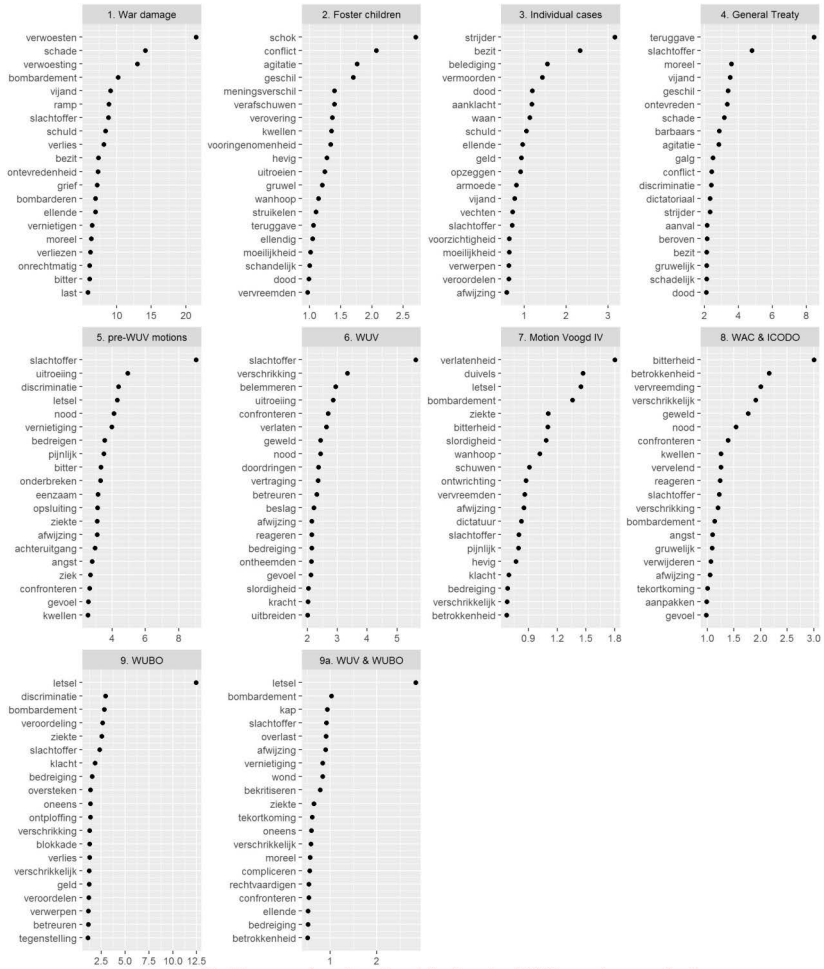 1. War damage
verwoesten
schade
verwoesting
bombardement
vijand
ramp
slachtoffer
schuld
verlies
bezit
ontevredenheid
grief
bombarderen
ellende
vernietigen
moreel
verliezen
onrechtmatig
bitter
last
10 15 20
2. Foster children
schok
conflict
agitatie
geschil
meningsverschil
verafschuwen
verovering
kwellen
vooringenomenheid
hevig
uitroeien
gruwel
wanhoop
struikelen
teruggave
ellendig
moeilijkheid
schandelijk
dood
vervreemden
1.0 1.5 2.0 2.5
3. Individual cases
strijder
bezit
belediging
vermoorden
dood
aanklacht
waan
schuld
ellende
geld
opzeggen
armoede
vijand
vechten
slachtoffer
voorzichtigheid
moeilijkheid
verwerpen
veroordelen
afwijzing
1 2 3
4. General Treaty
teruggave
slachtoffer
moreel
vijand
geschil
ontevreden
schade
barbaars
agitatie
galg
conflict
discriminatie
dictatoriaal
strijder
aanval
beroven
bezit
gruwelijk
schadelijk
dood
2 4 6 8
5. pre-WUV motions
slachtoffer
uitroeiing
discriminatie
letsel
nood
vernietiging
bedreigen
pijnlijk
bitter
onderbreken
eenzaam
opsluiting
ziekte
afwijzing
achteruitgang
angst
ziek
confronteren
gevoel
kwellen
4 6 8
6. WUV
slachtoffer
verschrikking
belemmeren
uitroeiing
confronteren
verlaten
geweld
nood
doordringen
vertraging
betreuren
beslag
afwijzing
reageren
bedreiging
ontheemden
gevoel
slordigheid
kracht
uitbreiden
2 3 4 5
7. Motion Voogd IV
verlatenheid
duivels
letsel
bombardement
ziekte
bitterheid
slordigheid
wanhoop
schuwen
ontwrichting
vervreemden
afwijzing
dictatuur
slachtoffer
pijnlijk
hevig
klacht
bedreiging
verschrikkelijk
betrokkenheid
0.9 1.2 1.5 1.8
8. WAC & ICODO
bitterheid
betrokkenheid
vervreemding
verschrikkelijk
geweld
nood
confronteren
kwellen
vervelend
reageren
slachtoffer
verschrikking
bombardement
angst
gruwelijk
verwijderen
afwijzing
tekortkoming
aanpakken
gevoel
1.0 1.5 2.0 2.5 3.0
9. WUBO
letsel
discriminatie
bombardement
veroordeling
ziekte
slachtoffer
klacht
bedreiging
oversteken
oneens
ontploffing
verschrikking
blokkade
verlies
verschrikkelijk
geld
veroordelen
verwerpen
betreuren
tegenstelling
2.5 5.0 7.5 10.0 12.5
9a. WUV & WUBO
letsel
bombardement
kap
slachtoffer
overlast
afwijzing
vernietiging
wond
bekritiseren
ziekte
tekortkoming
oneens
verschrikkelijk
moreel
compliceren
rechtvaardigen
confronteren
ellende
bedreiging
betrokkenheid
1 2